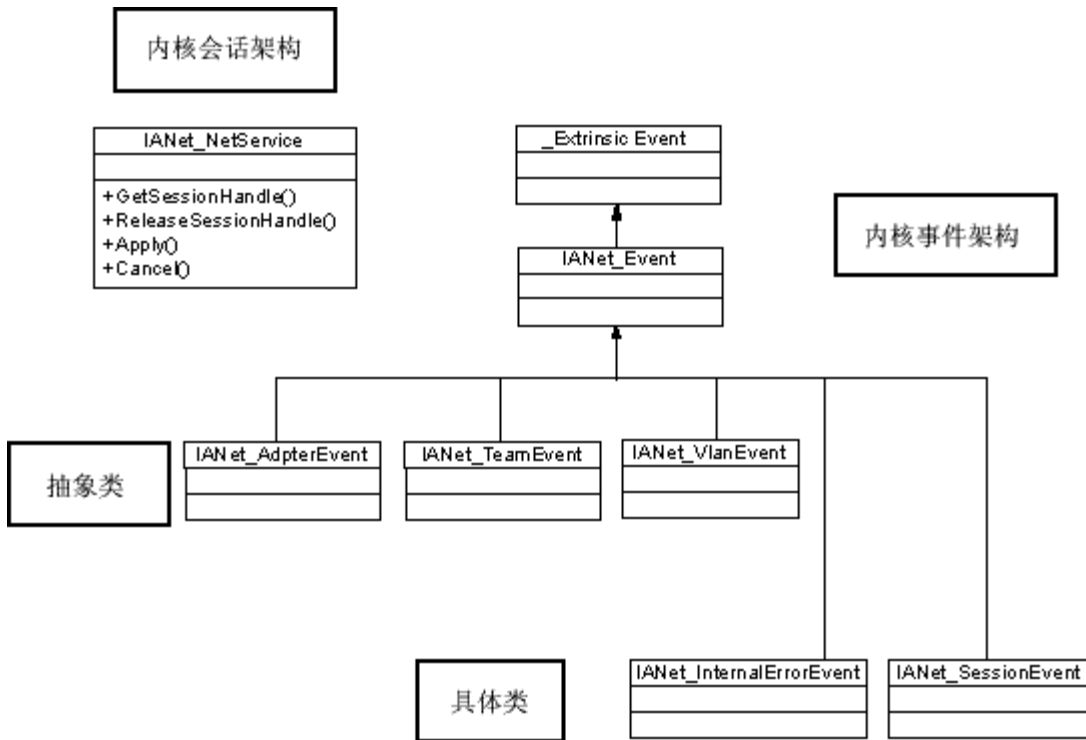 内核会话架构
IANet_NetService
+GetSessionHandle()
+ReleaseSessionHandle()
+Apply()
+Cancel()
_Extrinsic Event
内核事件架构
IANet_Event
抽象类
IANet_AdpterEvent
IANet_TeamEvent
IANet_VlanEvent
具体类
IANet_InternalErrorEvent
IANet_SessionEvent